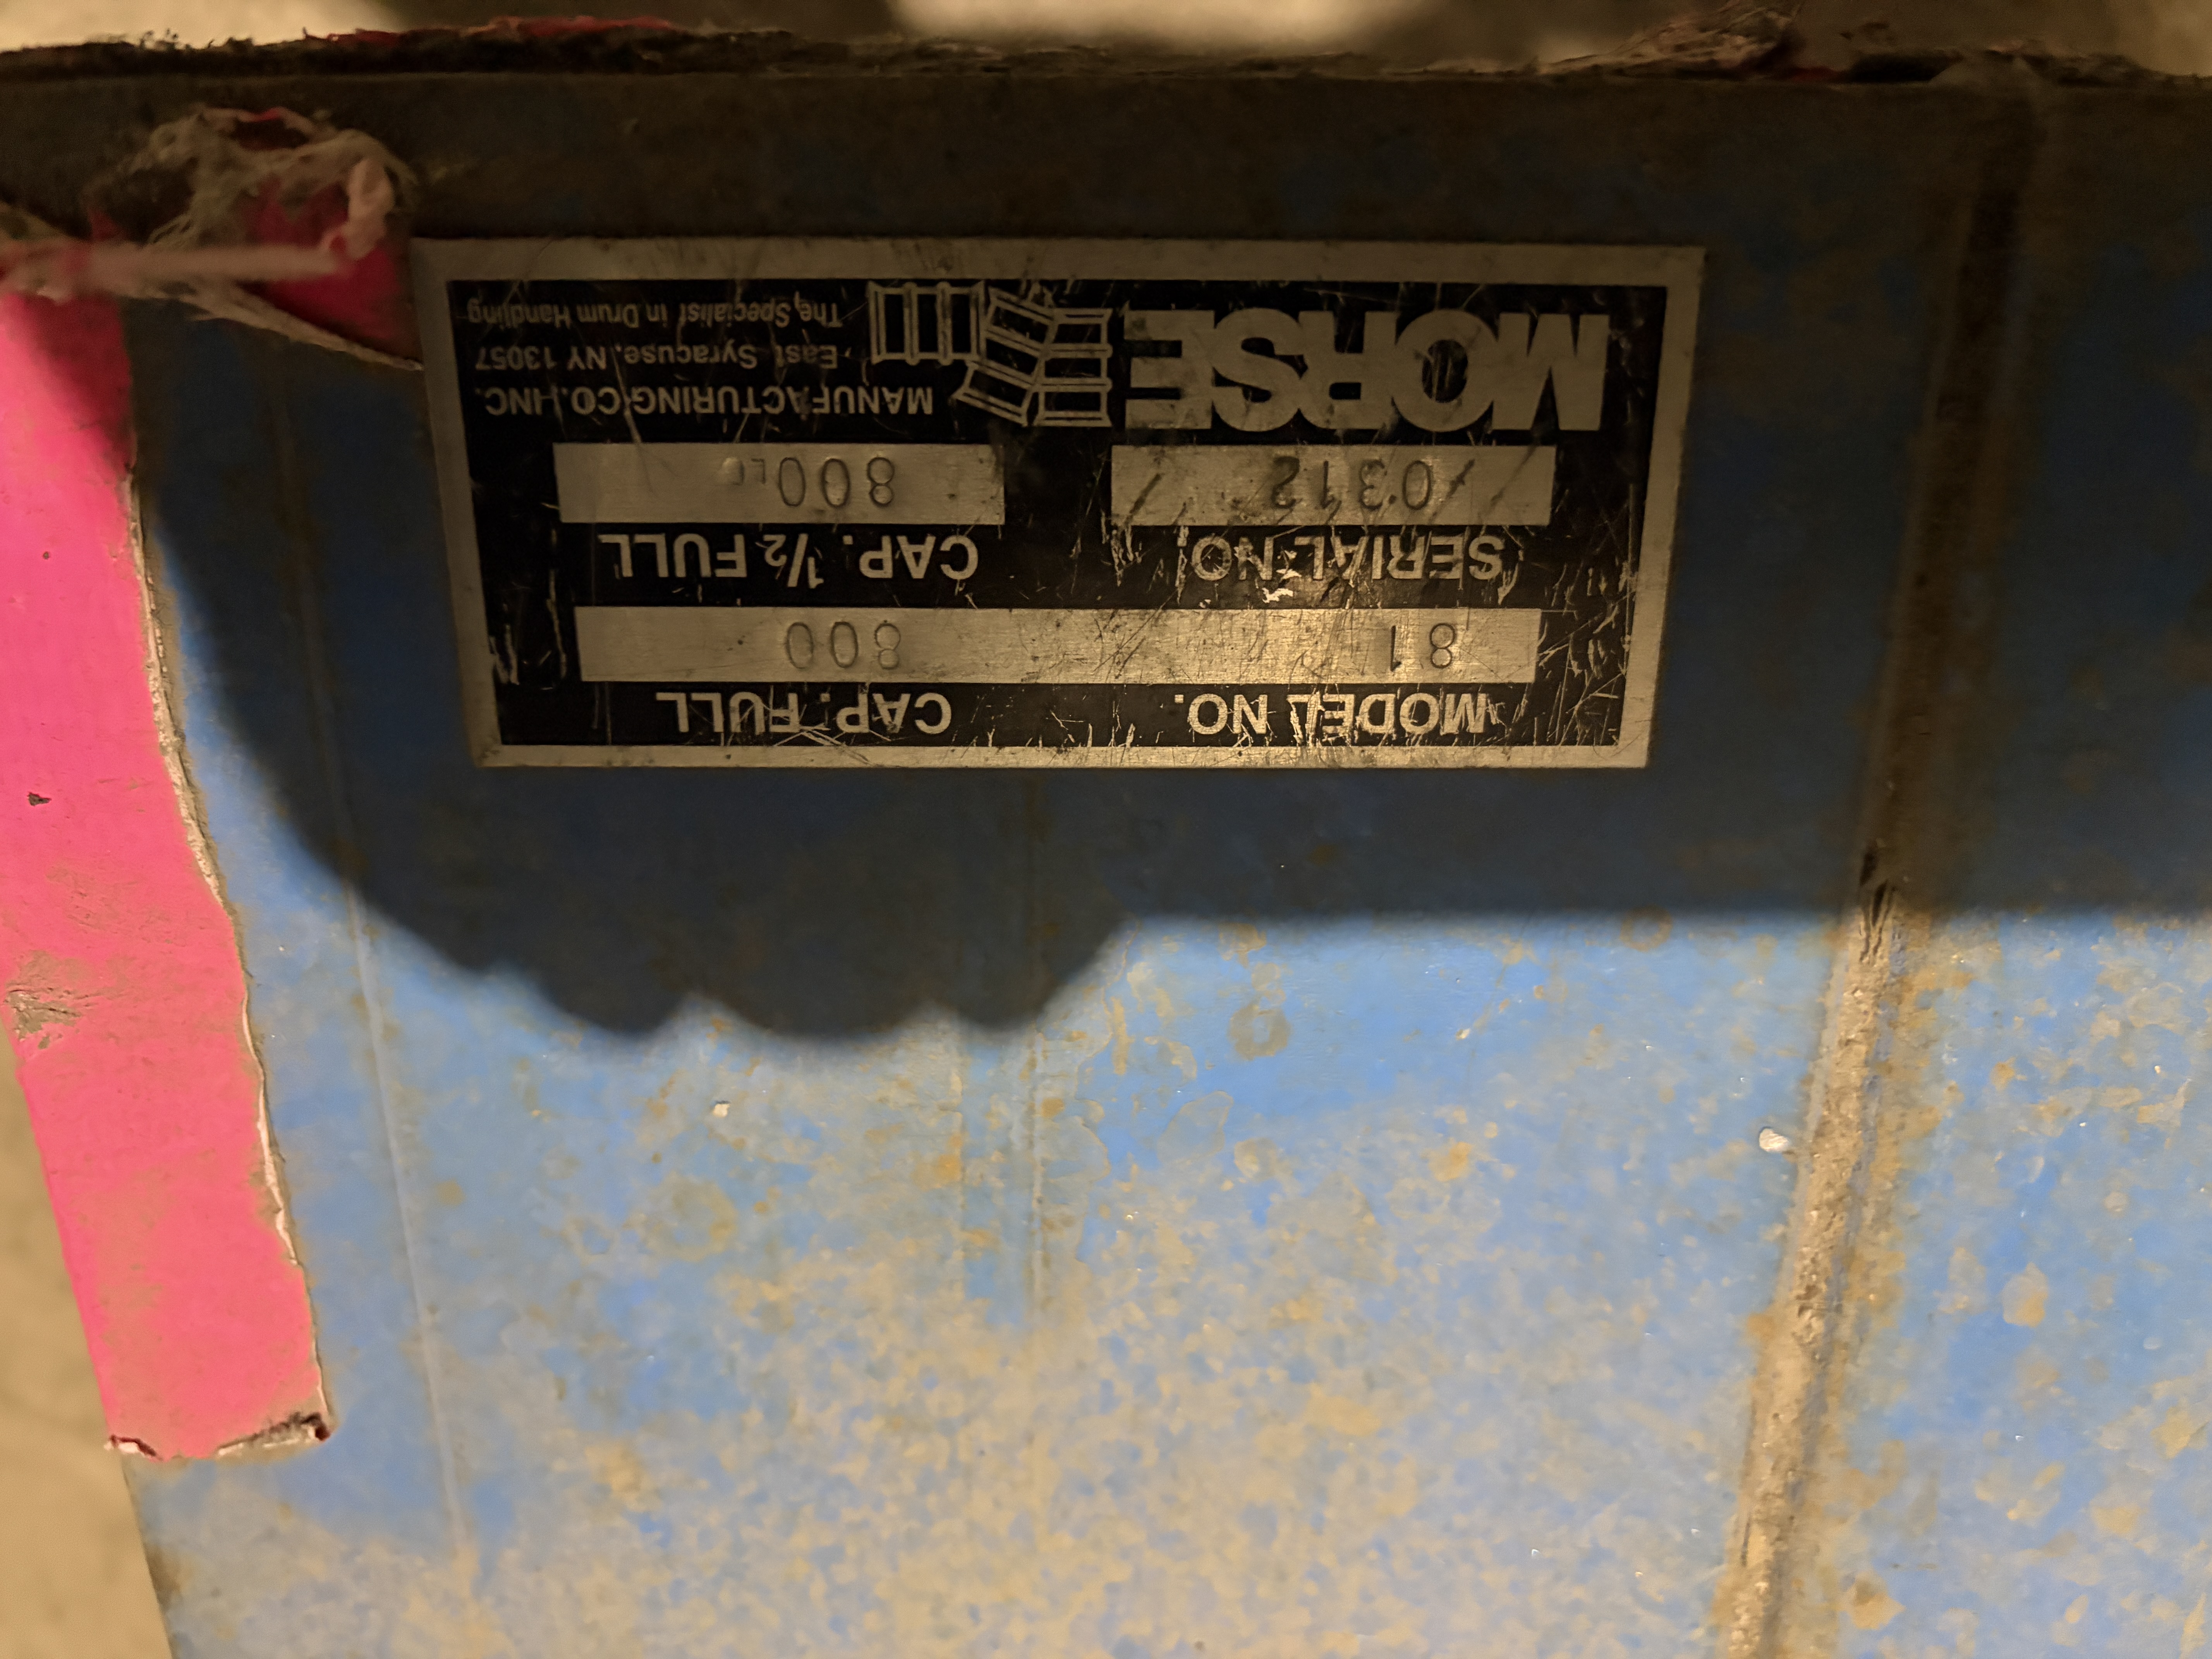 MODEL NO. CAP. FULL
81 800
SERIAL NO. CAP. 1/2 FULL
0312 800
MORSE
MANUFACTURING CO. INC.
East Syracuse, NY 13057
The Specialist in Drum Handling